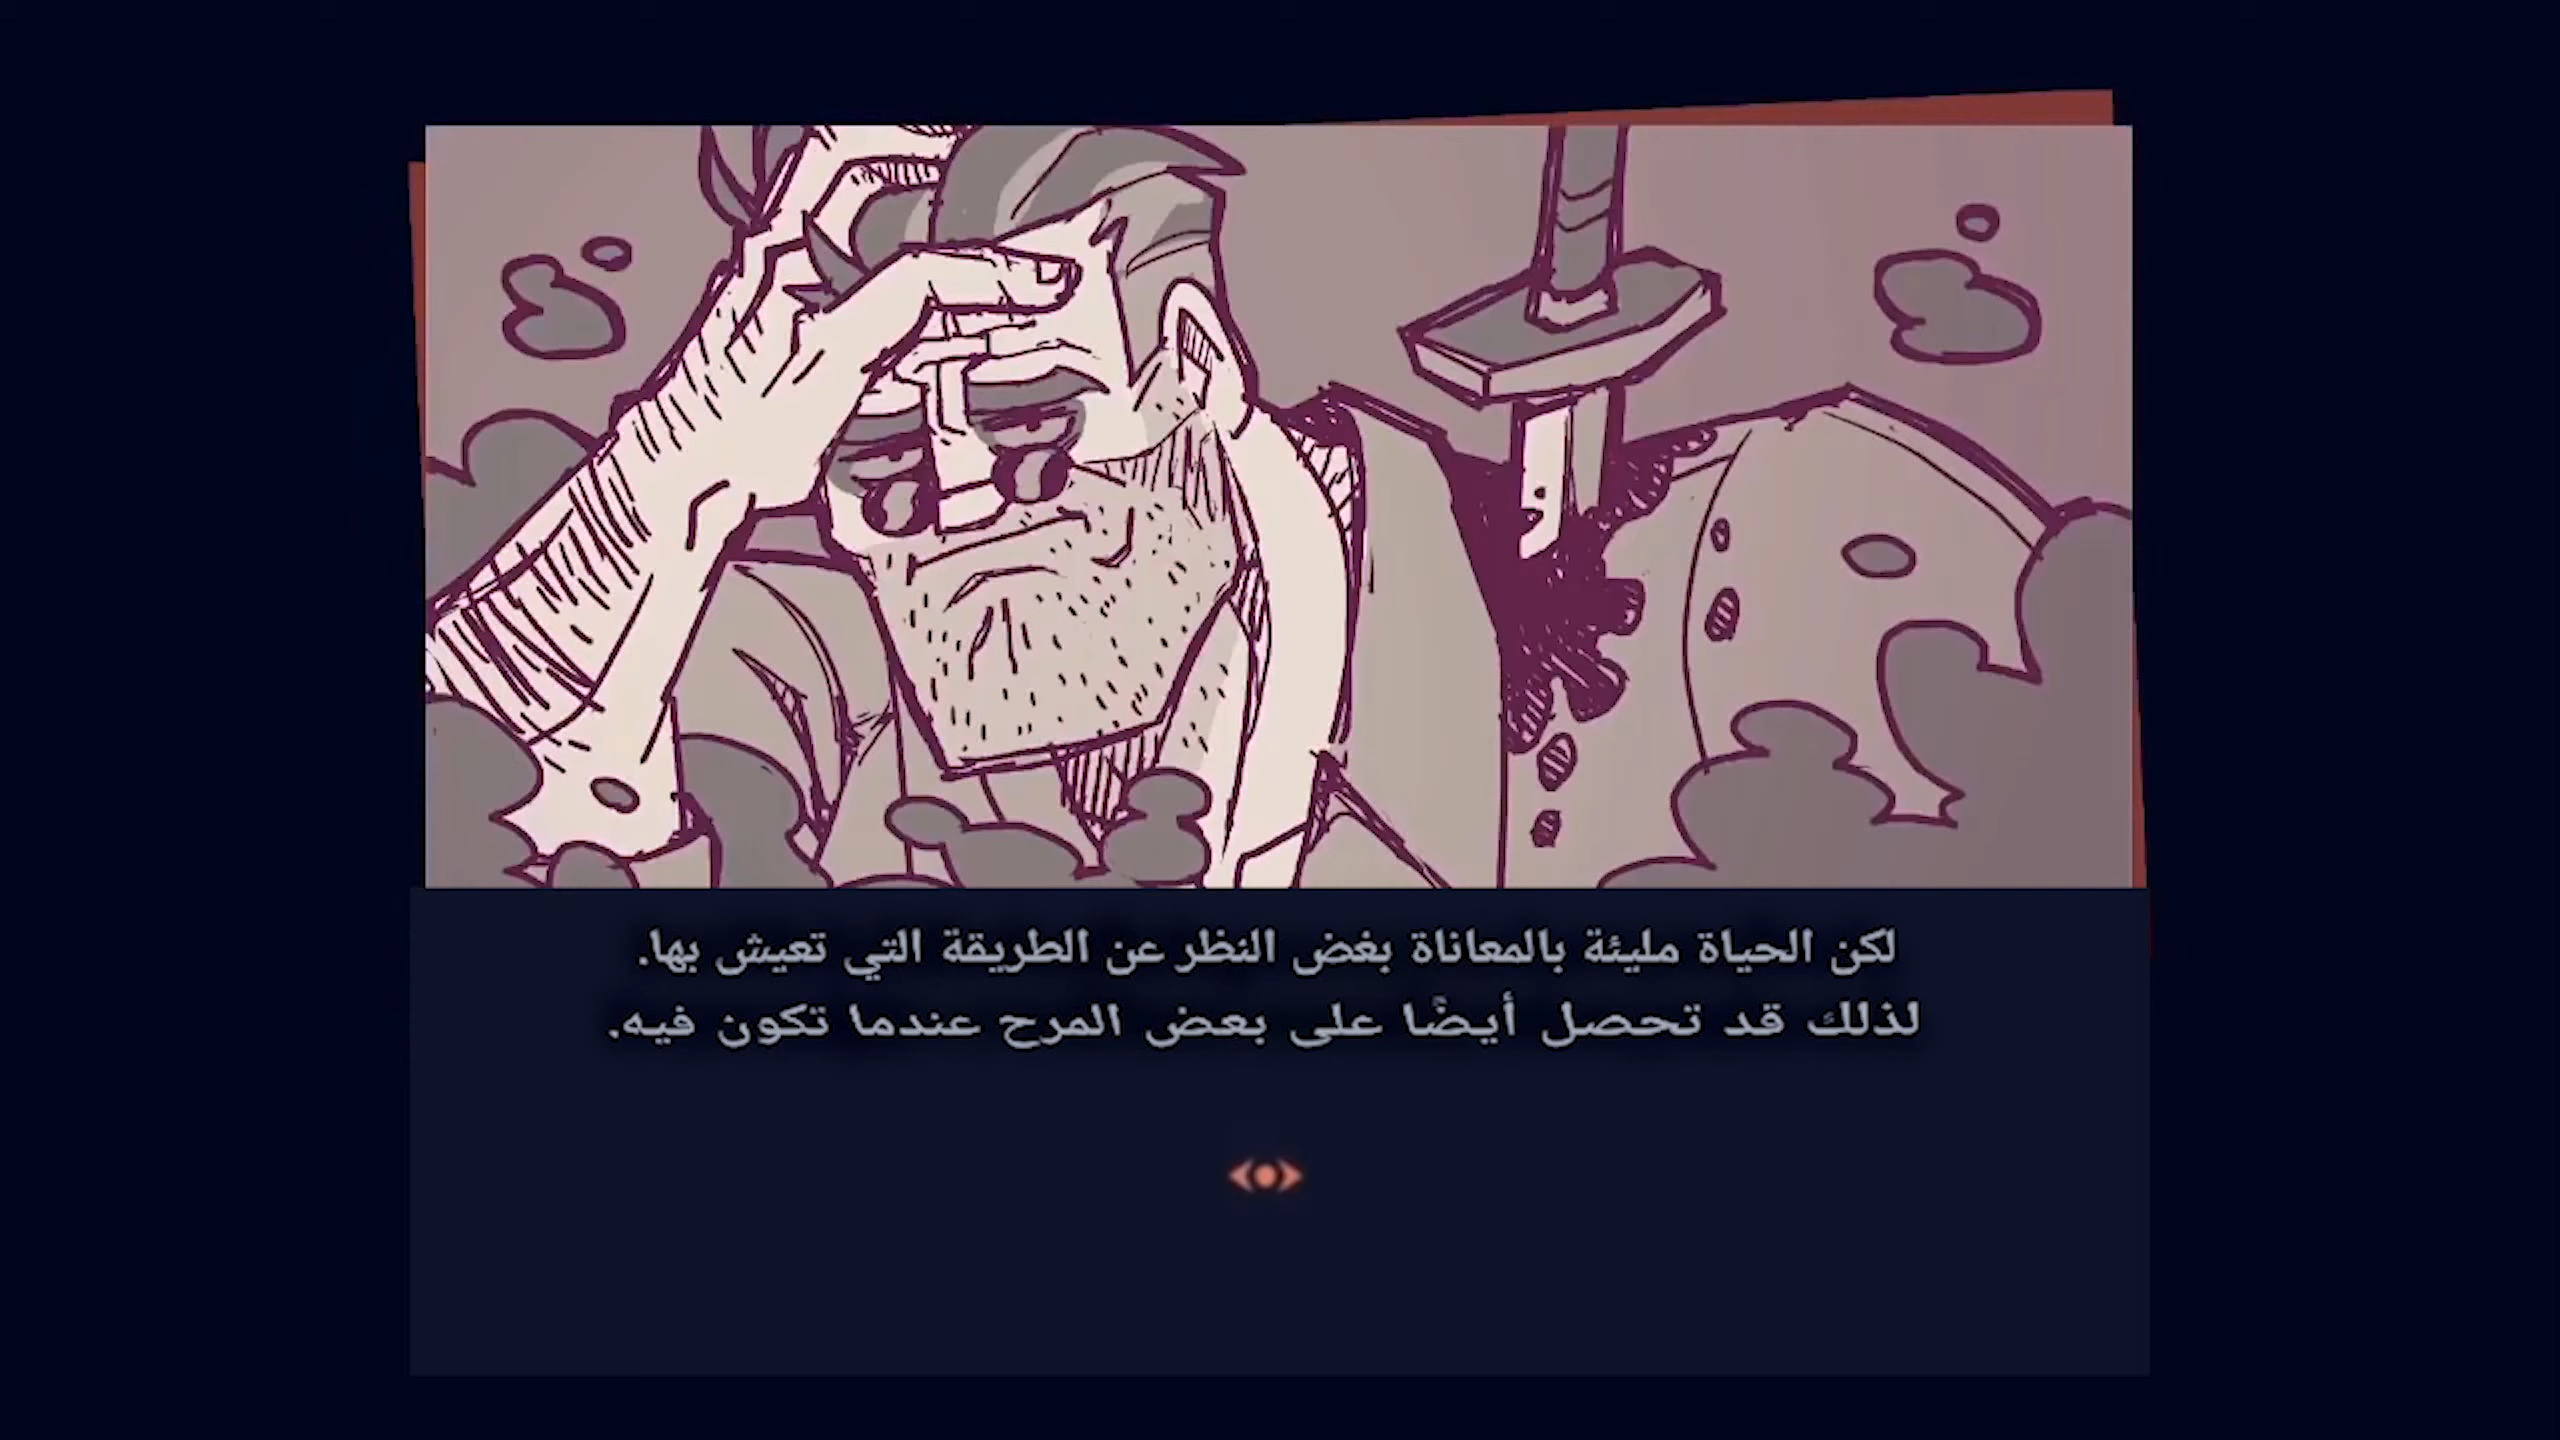 لكن الحياة مليئة بالمعاناة بغض النظر عن الطريقة التي تعيش بها.
لذلك قد تحصل أيضًا على بعض المرح عندما تكون فيه.